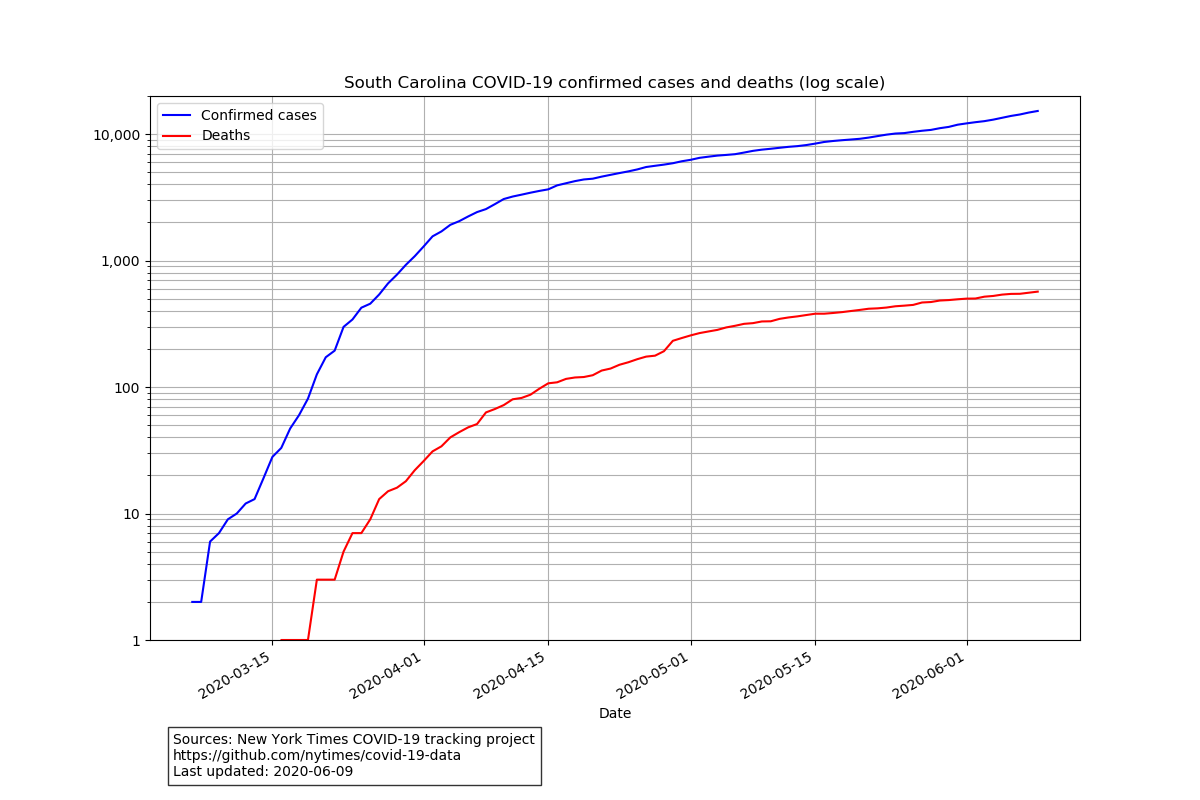 South Carolina COVID-19 confirmed cases and deaths (log scale)
Confirmed cases
Deaths
10,000
1,000
100
10
1
2020-03-15
2020-04-01
2020-04-15
2020-05-01
2020-05-15
2020-06-01
Date
Sources: New York Times COVID-19 tracking project
https://github.com/nytimes/covid-19-data
Last updated: 2020-06-09